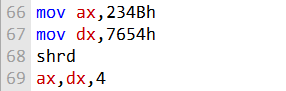 66 mov ax,234Bh
67 mov dx,7654h
68 shrd
69 ax,dx,4